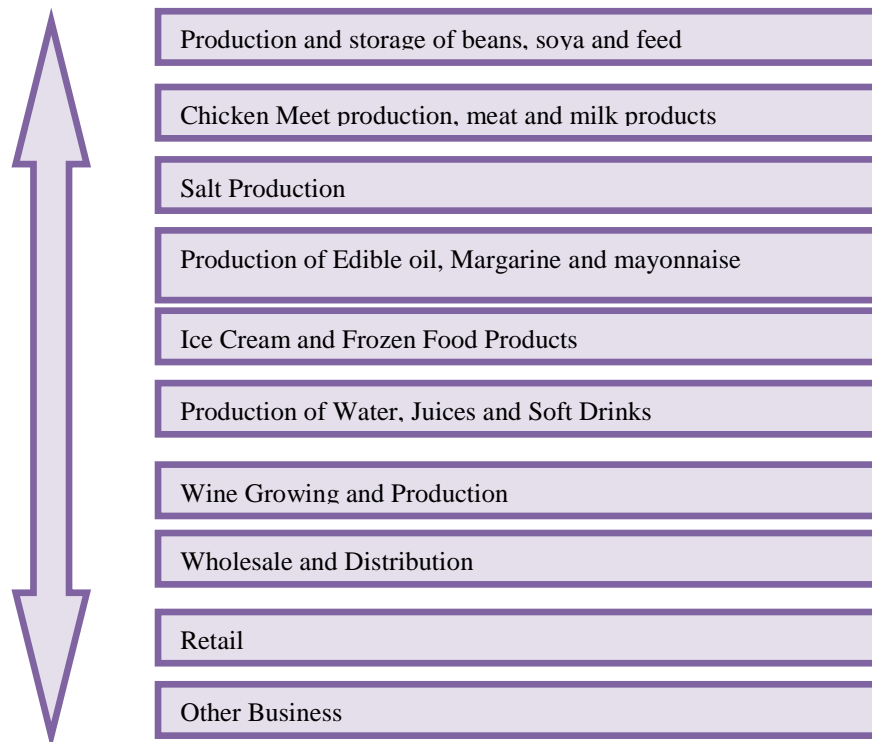 Production and storage of beans, soya and feed
Chicken Meet production, meat and milk products
Salt Production
Production of Edible oil, Margarine and mayonnaise
Ice Cream and Frozen Food Products
Production of Water, Juices and Soft Drinks
Wine Growing and Production
Wholesale and Distribution
Retail
Other Business